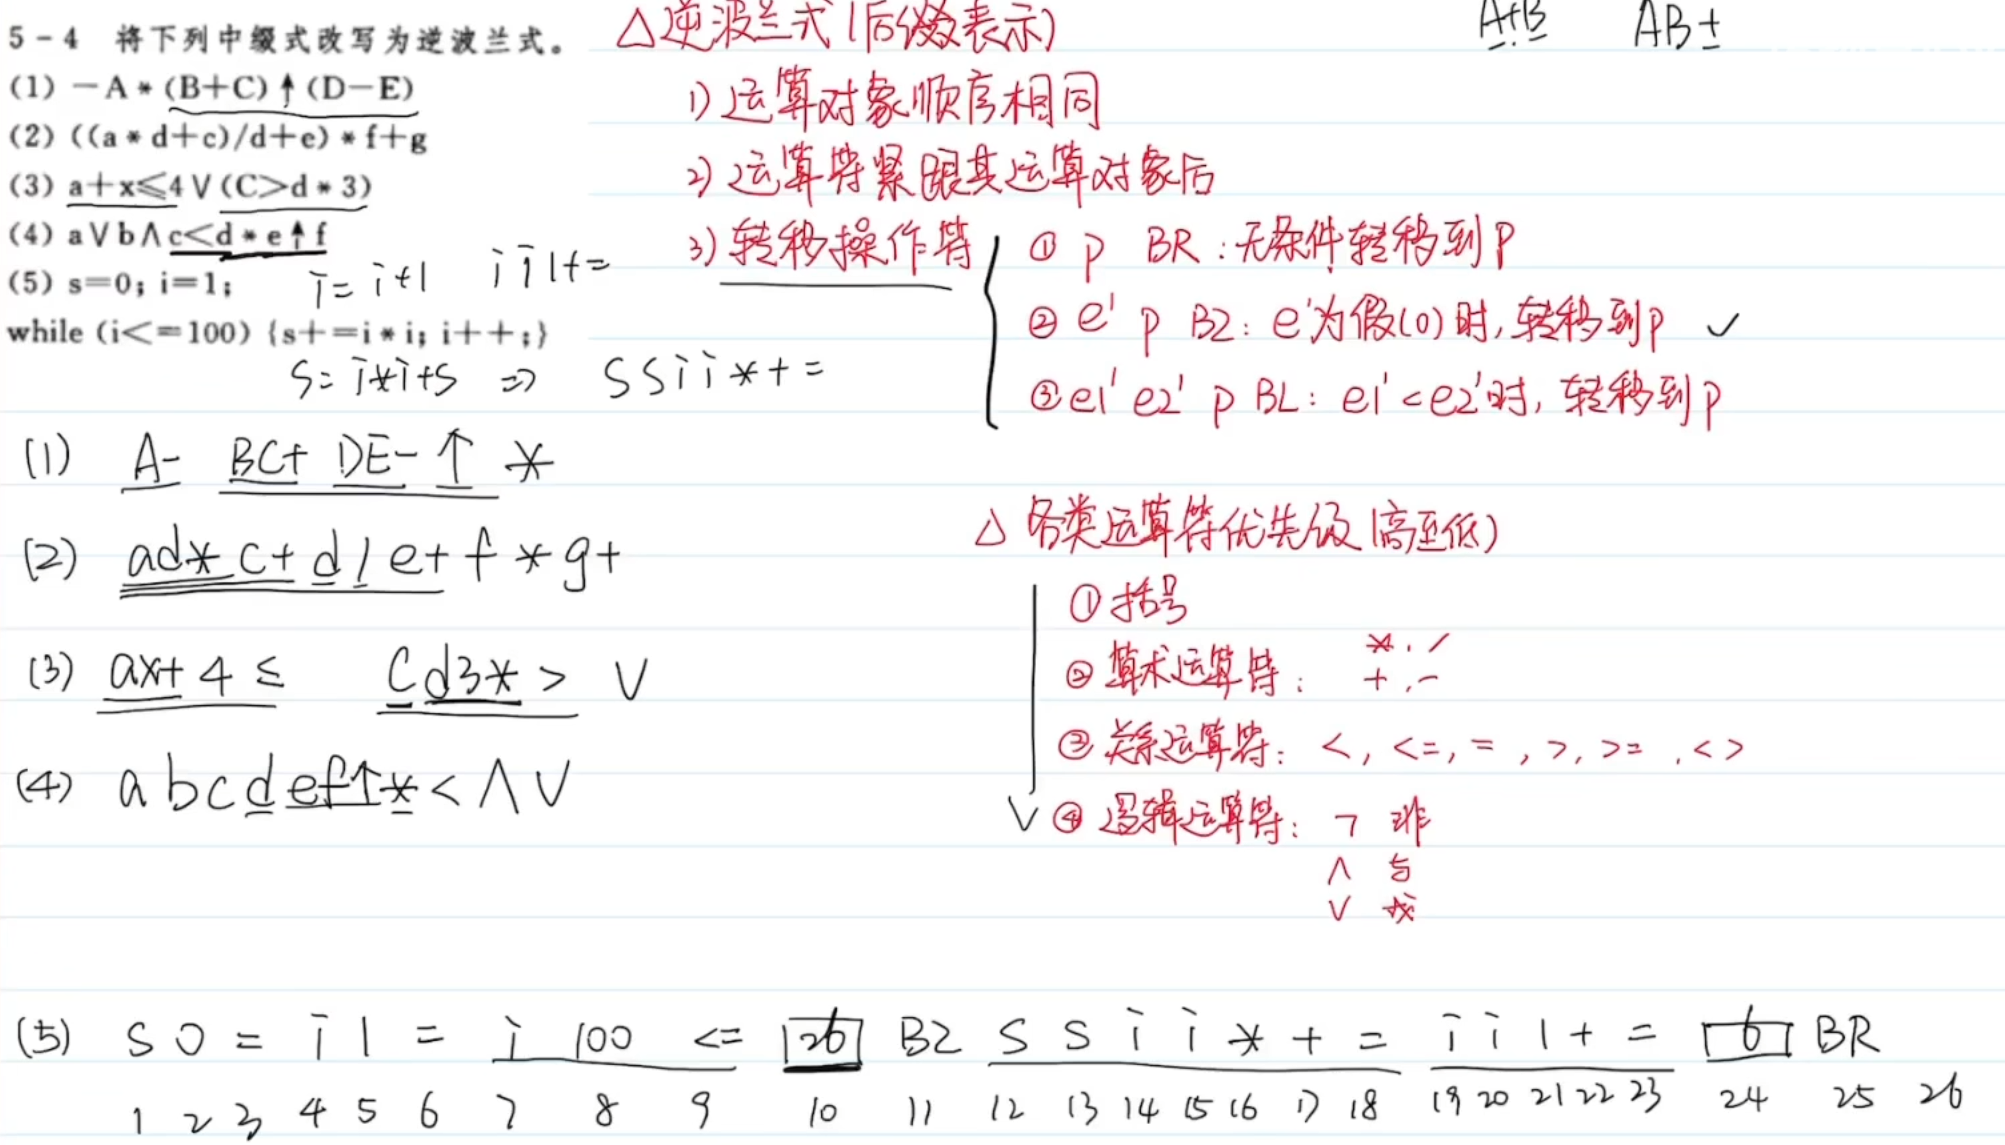 5-4 将下列中缀式改写为逆波兰式。
(1) -A*(B+C)↑(D-E)
(2) ((a*d+c)/d+e)*f+g
(3) a+x≤4∨(C>d*3)
(4) a∨b∧c<d*e↑f
(5) s=0; i=1;
while (i<=100) {s+=i*i; i++;}
i=i+1 ii1+=
s=i*i+s ⇒ SSii*+=
△逆波兰式(后缀表示)
A+B AB+
1)运算对象顺序相同
2)运算符紧跟其运算对象后
3)转移操作符
① p BR:无条件转移到P
② e' p BZ: e'为假(0)时,转移到p ✓
③e1' e2' p BL: e1'<e2'时,转移到p
(1) A- BC+ DE- ↑ *
(2) ad* c+ d/ e+ f * g+
(3) ax+ 4 ≤ C d3* > ∨
(4) a b c d ef↑*< ∧ ∨
△ 各类运算符优先级(高至低)
①括号
②算术运算符: *./
+.-
③关系运算符: <, <=, =, >, >=, <>
④逻辑运算符: ¬ 非
∧ 与
∨ 或
(5) S 0 = i 1 = i 100 <= 26 BZ S S i i * + = i i 1 + = 6 BR
1 2 3 4 5 6 7 8 9 10 11 12 13 14 15 16 17 18 19 20 21 22 23 24 25 26